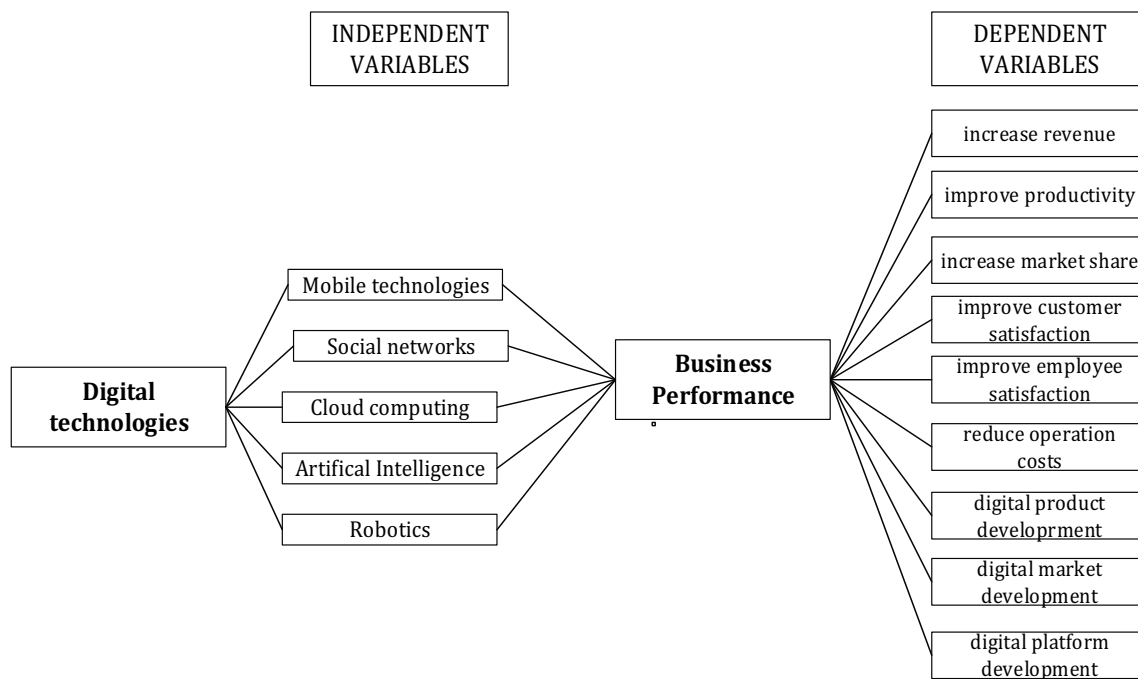 INDEPENDENT
VARIABLES
DEPENDENT
VARIABLES
Digital
technologies
Mobile technologies
Social networks
Cloud computing
Artifical Intelligence
Robotics
Business
Performance
increase revenue
improve productivity
increase market share
improve customer
satisfaction
improve employee
satisfaction
reduce operation
costs
digital product
developrment
digital market
development
digital platform
development